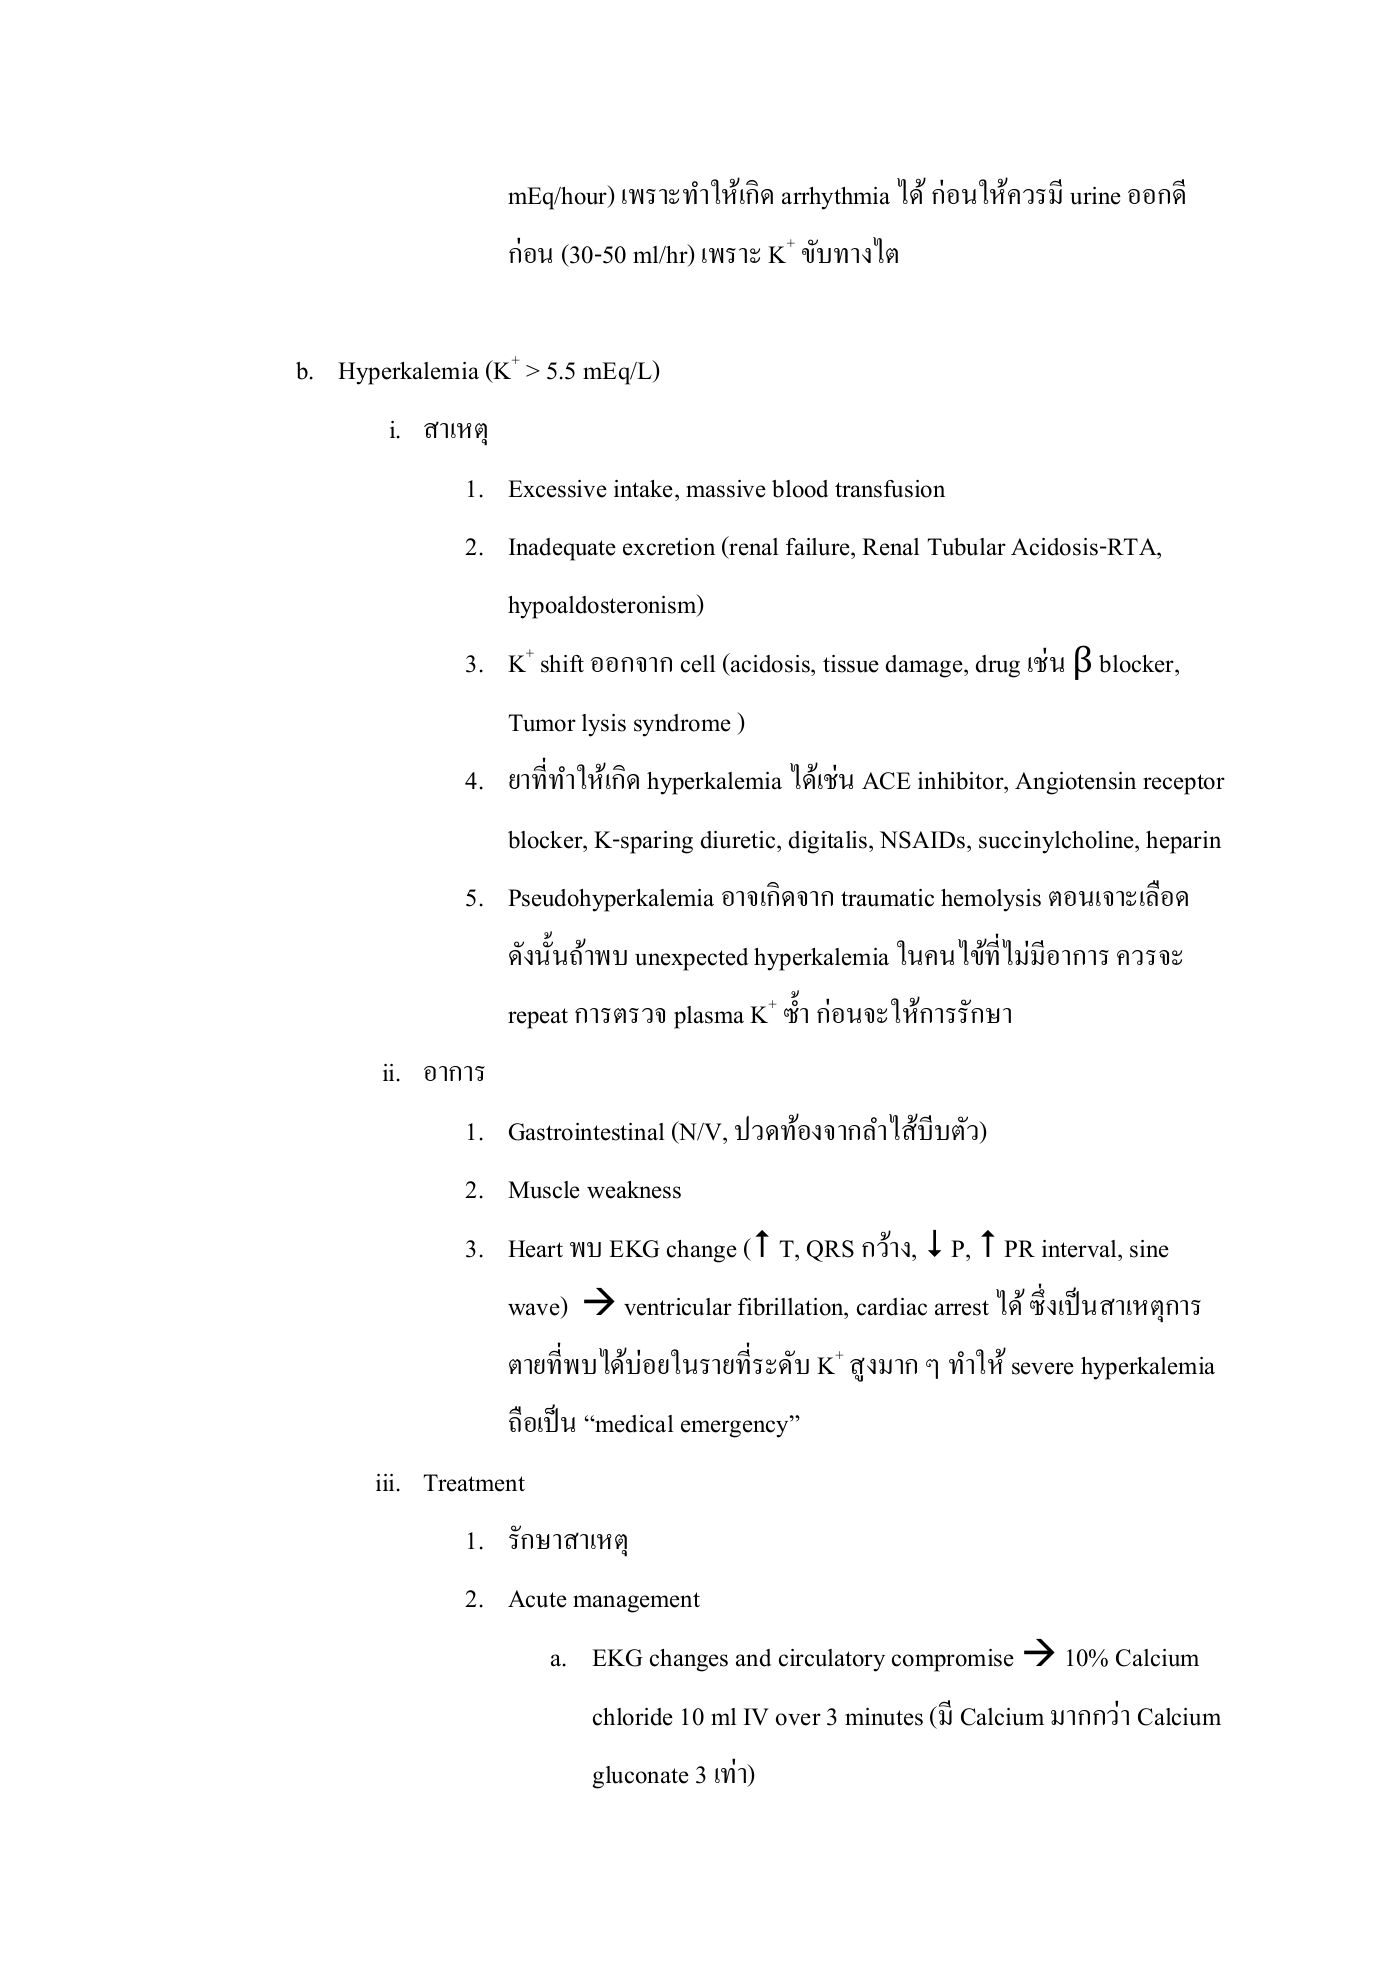 mEq/hour) เพราะทำให้เกิด arrhythmia ได้ ก่อนให้ควรมี urine ออกดี
ก่อน (30-50 ml/hr) เพราะ K⁺ ขับทางไต
b. Hyperkalemia (K⁺ > 5.5 mEq/L)
i. สาเหตุ
1. Excessive intake, massive blood transfusion
2. Inadequate excretion (renal failure, Renal Tubular Acidosis-RTA,
hypoaldosteronism)
3. K⁺ shift ออกจาก cell (acidosis, tissue damage, drug เช่น β blocker,
Tumor lysis syndrome )
4. ยาที่ทำให้เกิด hyperkalemia ได้เช่น ACE inhibitor, Angiotensin receptor
blocker, K-sparing diuretic, digitalis, NSAIDs, succinylcholine, heparin
5. Pseudohyperkalemia อาจเกิดจาก traumatic hemolysis ตอนเจาะเลือด
ดังนั้นถ้าพบ unexpected hyperkalemia ในคนไข้ที่ไม่มีอาการ ควรจะ
repeat การตรวจ plasma K⁺ ซ้ำ ก่อนจะให้การรักษา
ii. อาการ
1. Gastrointestinal (N/V, ปวดท้องจากลำไส้บีบตัว)
2. Muscle weakness
3. Heart พบ EKG change (↑ T, QRS กว้าง, ↓ P, ↑ PR interval, sine
wave) → ventricular fibrillation, cardiac arrest ได้ ซึ่งเป็นสาเหตุการ
ตายที่พบได้บ่อยในรายที่ระดับ K⁺ สูงมาก ๆ ทำให้ severe hyperkalemia
ถือเป็น “medical emergency”
iii. Treatment
1. รักษาสาเหตุ
2. Acute management
a. EKG changes and circulatory compromise → 10% Calcium
chloride 10 ml IV over 3 minutes (มี Calcium มากกว่า Calcium
gluconate 3 เท่า)